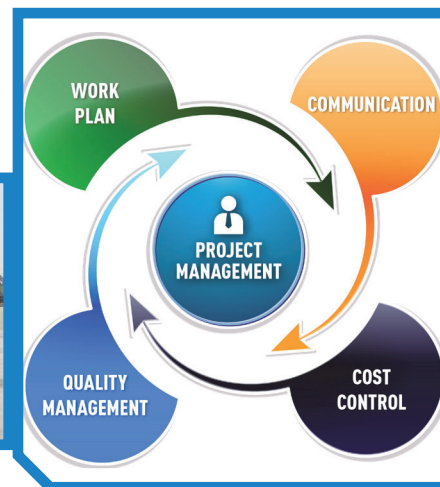 WORK
PLAN
COMMUNICATION
PROJECT
MANAGEMENT
QUALITY
MANAGEMENT
COST
CONTROL